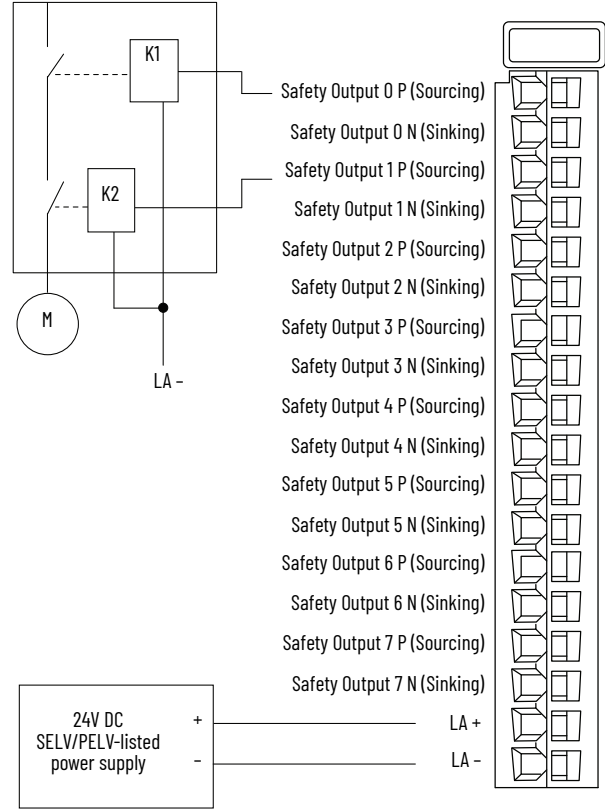 K1
K2
M
LA -
Safety Output 0 P (Sourcing)
Safety Output 0 N (Sinking)
Safety Output 1 P (Sourcing)
Safety Output 1 N (Sinking)
Safety Output 2 P (Sourcing)
Safety Output 2 N (Sinking)
Safety Output 3 P (Sourcing)
Safety Output 3 N (Sinking)
Safety Output 4 P (Sourcing)
Safety Output 4 N (Sinking)
Safety Output 5 P (Sourcing)
Safety Output 5 N (Sinking)
Safety Output 6 P (Sourcing)
Safety Output 6 N (Sinking)
Safety Output 7 P (Sourcing)
Safety Output 7 N (Sinking)
24V DC
SELV/PELV-listed
power supply
+
-
LA +
LA -